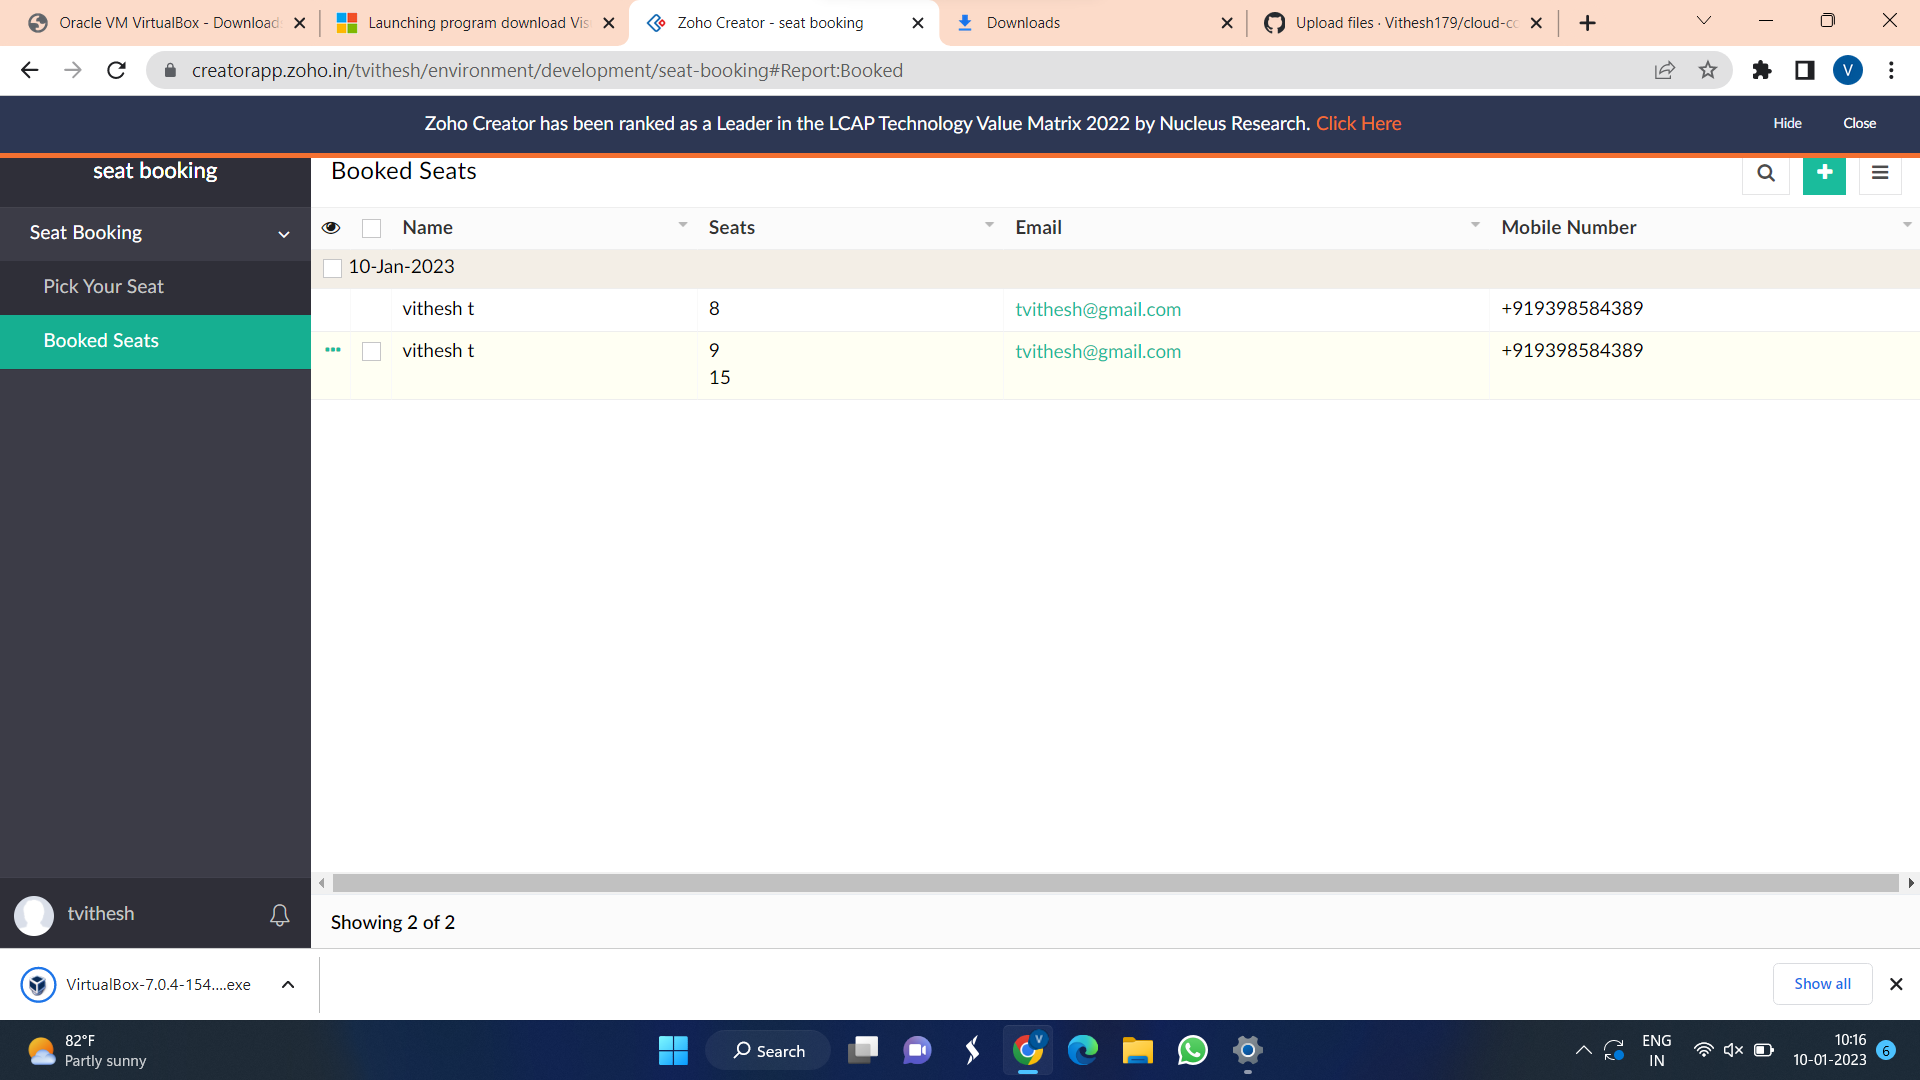 Oracle VM VirtualBox - Download
Launching program download Vis
Zoho Creator - seat booking
Downloads
Upload files · Vithesh179/cloud-cc
creatorapp.zoho.in/tvithesh/environment/development/seat-booking#Report:Booked
V
Zoho Creator has been ranked as a Leader in the LCAP Technology Value Matrix 2022 by Nucleus Research. Click Here
Hide
Close
seat booking
Booked Seats
Seat Booking
Name
Seats
Email
Mobile Number
10-Jan-2023
Pick Your Seat
vithesh t
8
tvithesh@gmail.com
+919398584389
Booked Seats
vithesh t
9
15
tvithesh@gmail.com
+919398584389
tvithesh
Showing 2 of 2
VirtualBox-7.0.4-154....exe
Show all
82°F
Partly sunny
Search
V
ENG
IN
10:16
10-01-2023
6